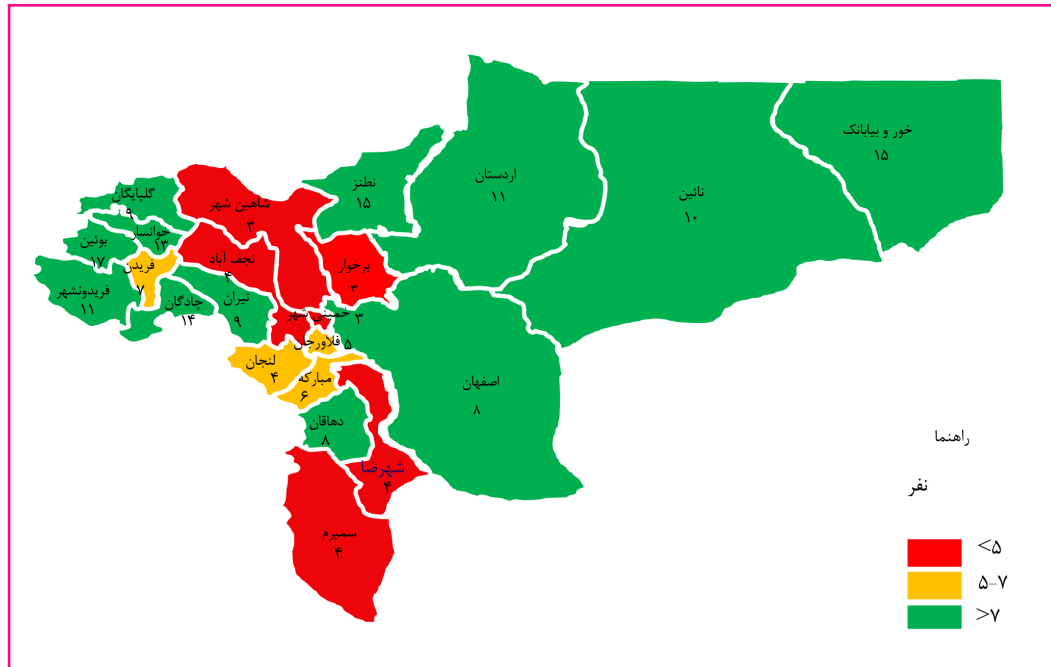 خور و بیابانک
۱۵
نائین
۱۰
اردستان
۱۱
نطنز
۱۵
گلپایگان
۹
شاهین شهر
۳
خوانسار
۱۳
بوئین
۱۷
نجف آباد
۴
برخوار
۳
فریدن
۷
فریدونشهر
۱۱
چادگان
۱۴
تیران
۹
خمینی شهر
۳
فلاورجان
۵
لنجان
۴
مبارکه
۶
اصفهان
۸
دهاقان
۸
شهرضا
۴
سمیرم
۴
راهنما
نفر
<۵
۵-۷
>۷